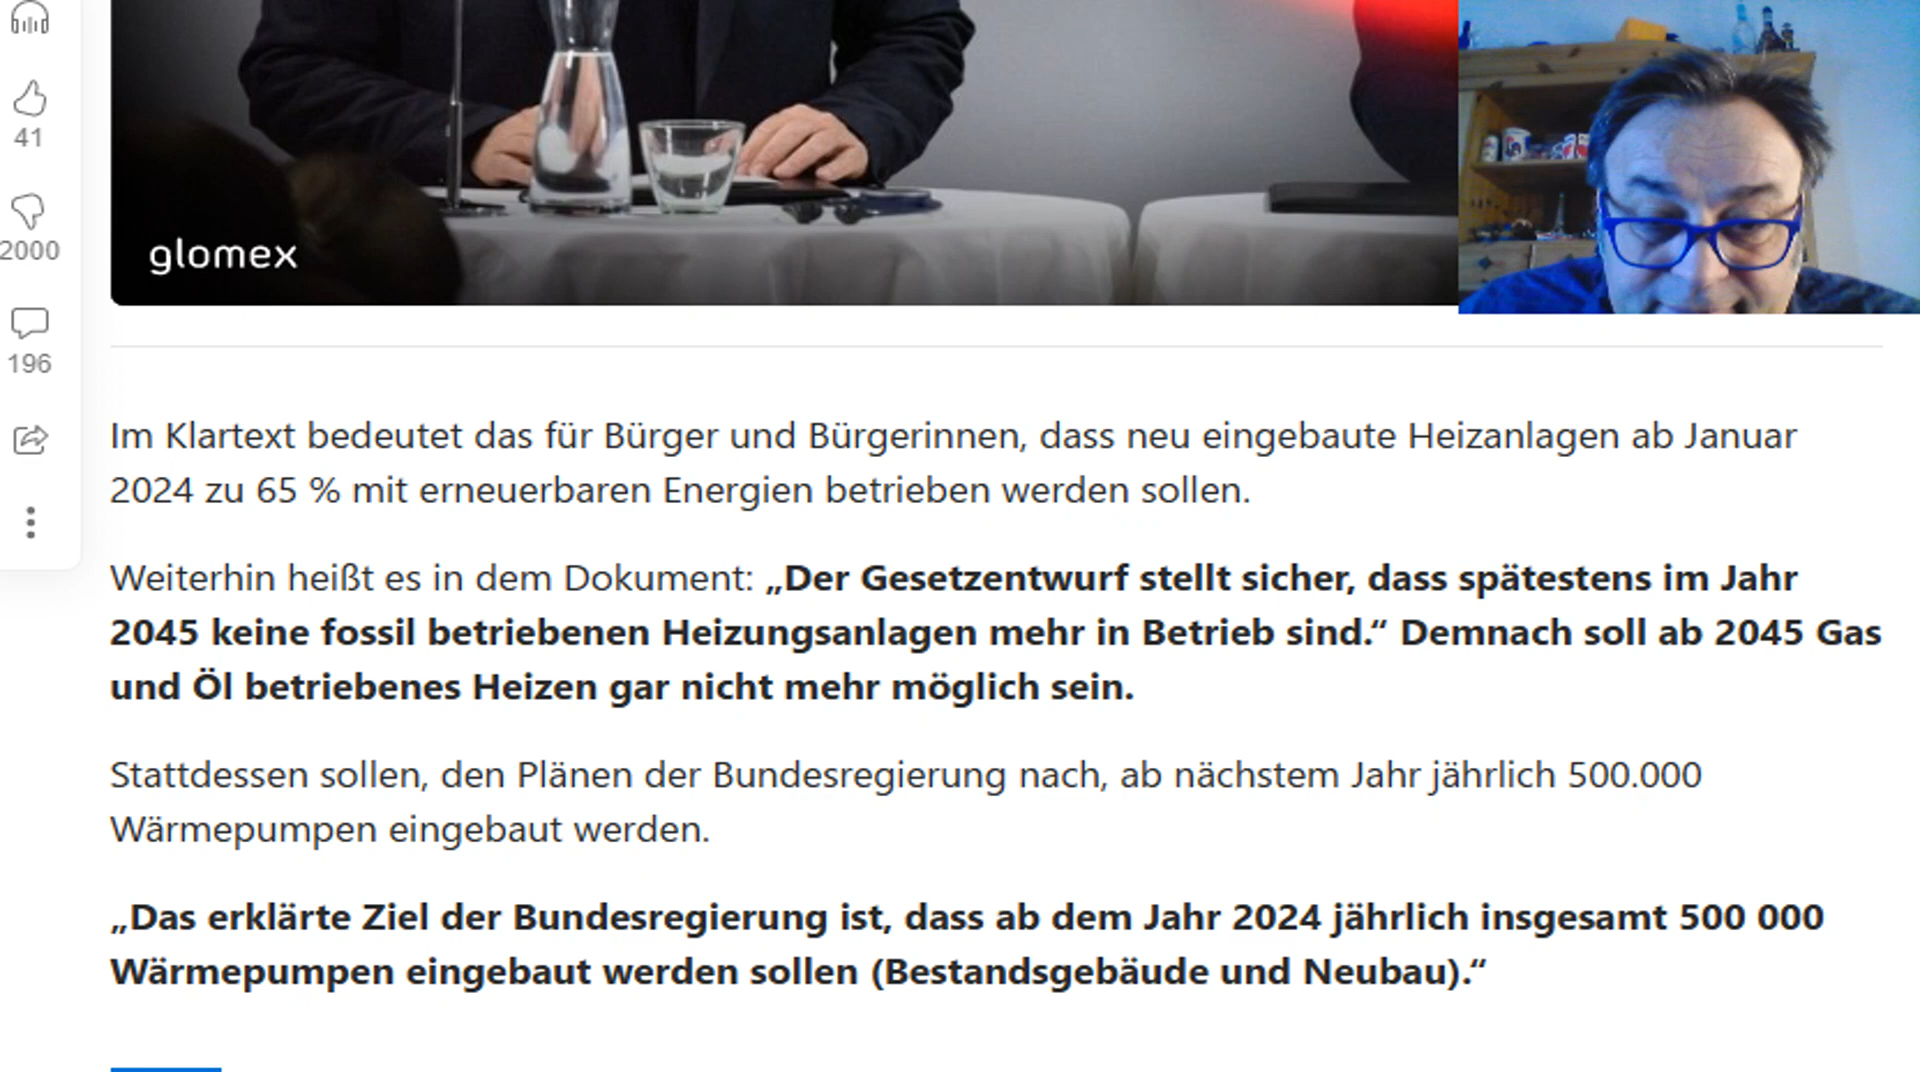 glomex
41
2000
196
Im Klartext bedeutet das für Bürger und Bürgerinnen, dass neu eingebaute Heizanlagen ab Januar
2024 zu 65 % mit erneuerbaren Energien betrieben werden sollen.
Weiterhin heißt es in dem Dokument: „Der Gesetzentwurf stellt sicher, dass spätestens im Jahr
2045 keine fossil betriebenen Heizungsanlagen mehr in Betrieb sind.“ Demnach soll ab 2045 Gas
und Öl betriebenes Heizen gar nicht mehr möglich sein.
Stattdessen sollen, den Plänen der Bundesregierung nach, ab nächstem Jahr jährlich 500.000
Wärmepumpen eingebaut werden.
„Das erklärte Ziel der Bundesregierung ist, dass ab dem Jahr 2024 jährlich insgesamt 500 000
Wärmepumpen eingebaut werden sollen (Bestandsgebäude und Neubau).“